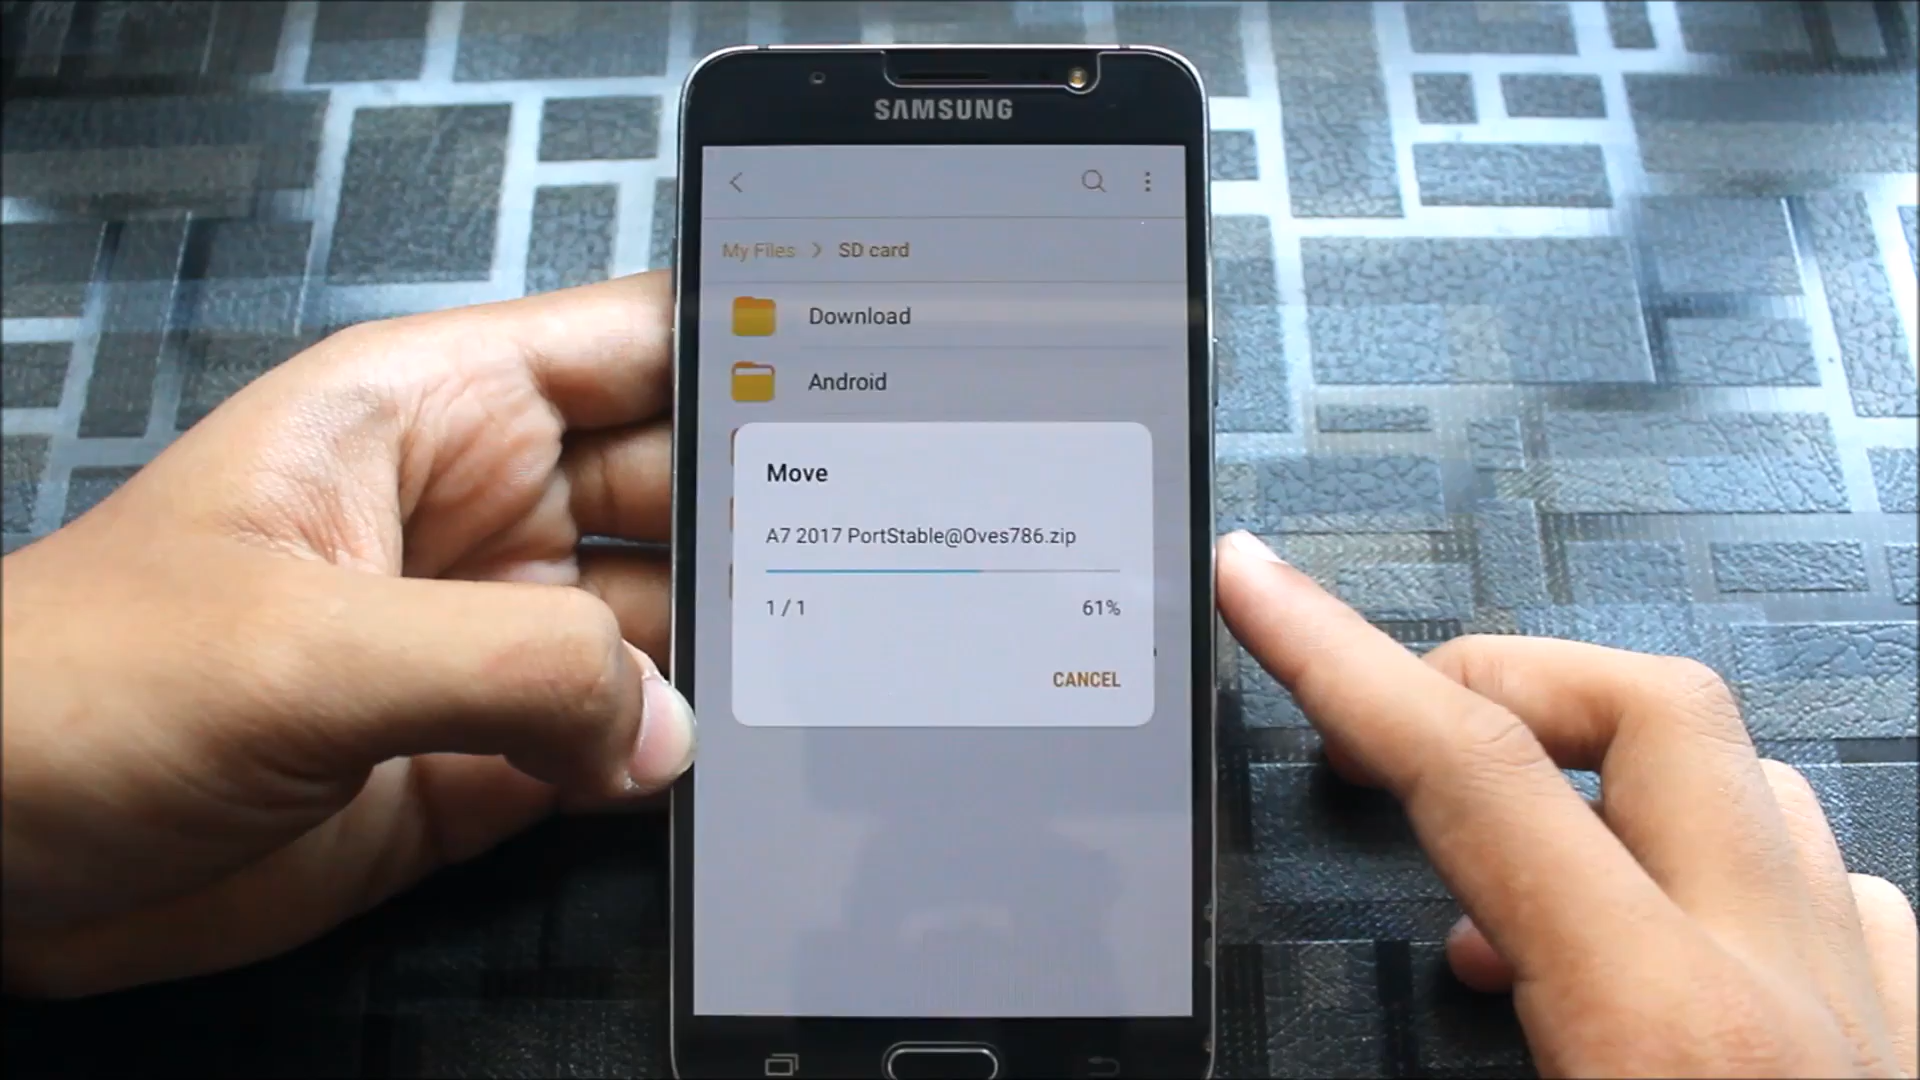 SAMSUNG
My Files > SD card
Download
Android
Move
A7 2017 PortStable@Oves786.zip
1 / 1 61%
CANCEL